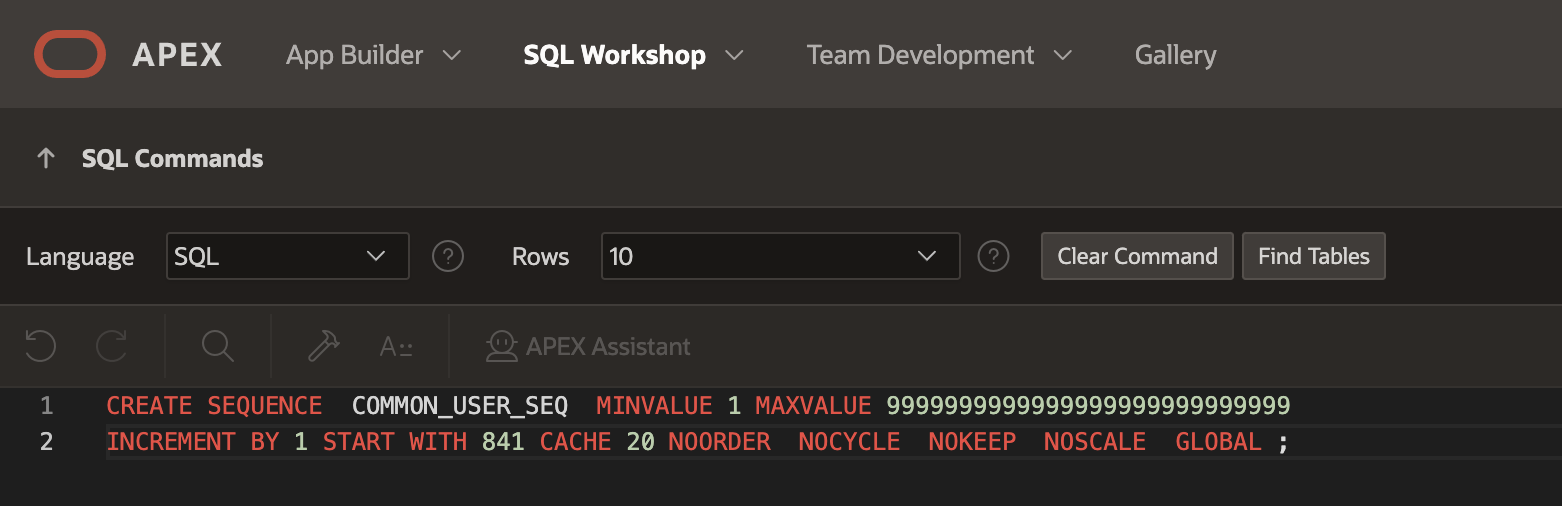 APEX App Builder SQL Workshop Team Development Gallery
SQL Commands
Language SQL ? Rows 10 ? Clear Command Find Tables
A APEX Assistant
1 CREATE SEQUENCE COMMON_USER_SEQ MINVALUE 1 MAXVALUE 9999999999999999999999999999
2 INCREMENT BY 1 START WITH 841 CACHE 20 NOORDER NOCYCLE NOKEEP NOSCALE GLOBAL ;